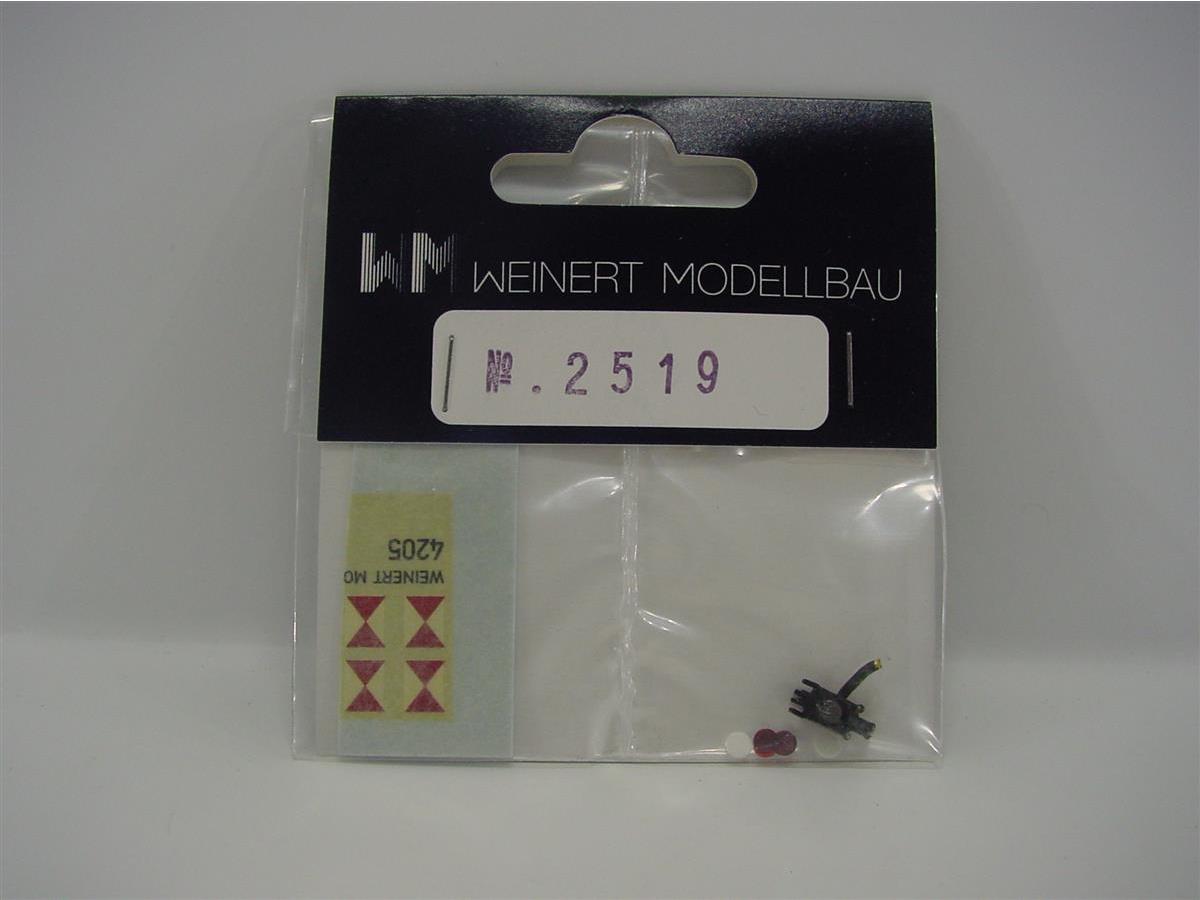 WM WEINERT MODELLBAU
№.2519
4205
WEINERT MO